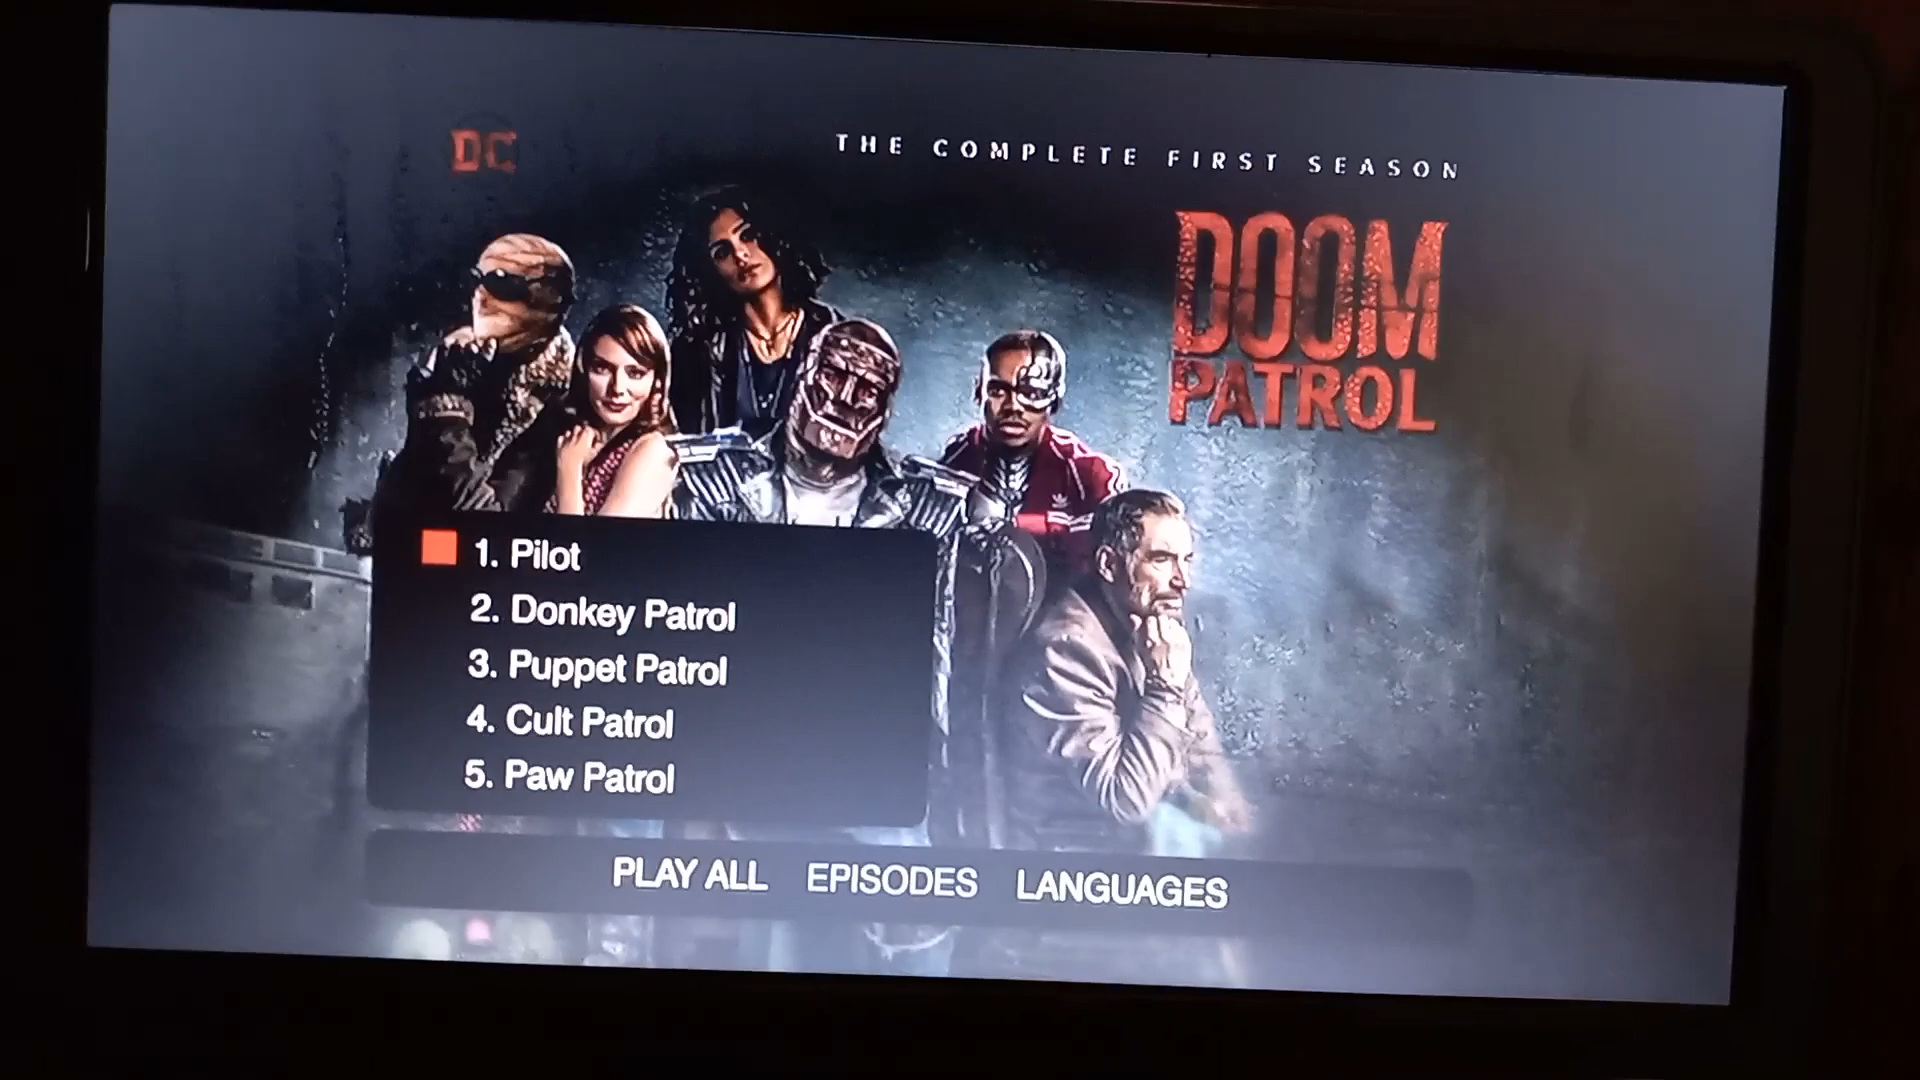 DC
THE COMPLETE FIRST SEASON
DOOM
PATROL
1. Pilot
2. Donkey Patrol
3. Puppet Patrol
4. Cult Patrol
5. Paw Patrol
PLAY ALL EPISODES LANGUAGES